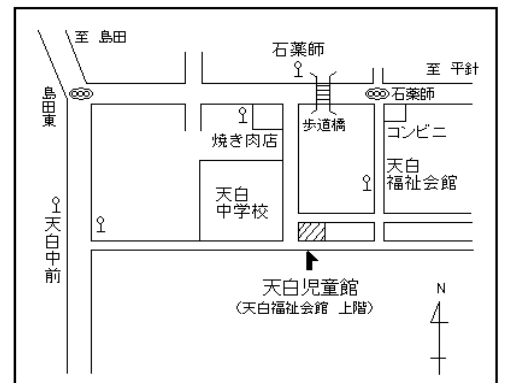 至 島田
石薬師
至 平針
島田東
石薬師
歩道橋
コンビニ
焼き肉店
天白
福祉会館
天白
中学校
天白中前
天白児童館
(天白福祉会館 上階)
N